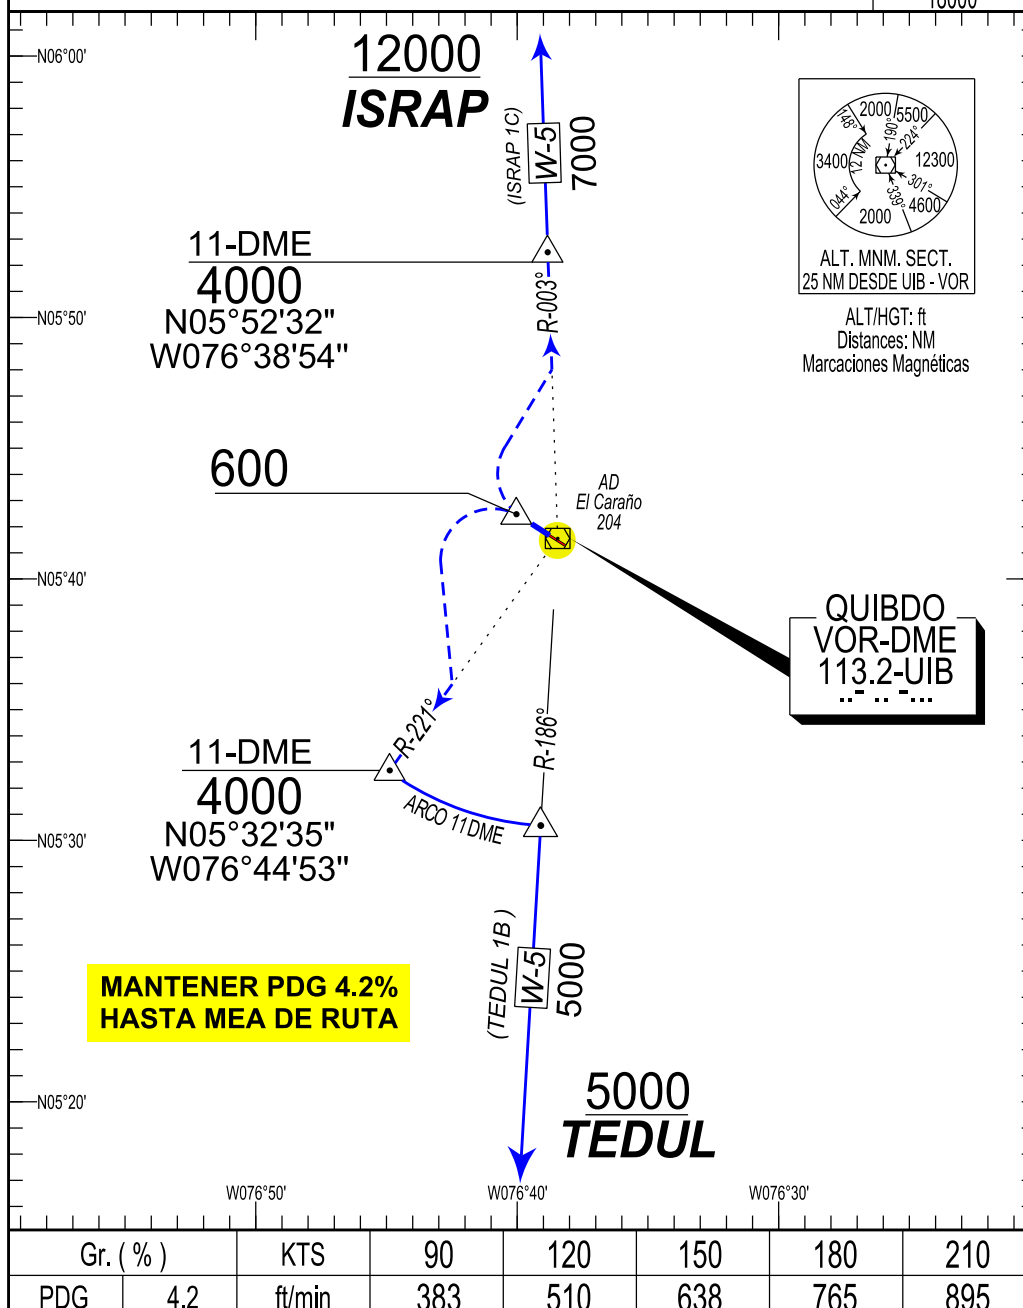 N06°00'
12000
ISRAP
(ISRAP 1C)
W-5
7000
148°
2000
190°
5500
224°
3400
12 NM
12300
044°
301°
339°
4600
2000
ALT. MNM. SECT.
25 NM DESDE UIB - VOR
ALT/HGT: ft
Distances: NM
Marcaciones Magnéticas
11-DME
4000
N05°52'32"
W076°38'54"
N05°50'
R-003°
600
AD
El Caraño
204
N05°40'
QUIBDO
VOR-DME
113.2-UIB
R-221°
R-186°
11-DME
4000
N05°32'35"
W076°44'53"
ARCO 11DME
N05°30'
(TEDUL 1B )
W-5
5000
MANTENER PDG 4.2%
HASTA MEA DE RUTA
N05°20'
5000
TEDUL
W076°50'
W076°40'
W076°30'
Gr. ( % ) KTS 90 120 150 180 210
PDG 4.2 ft/min 383 510 638 765 895